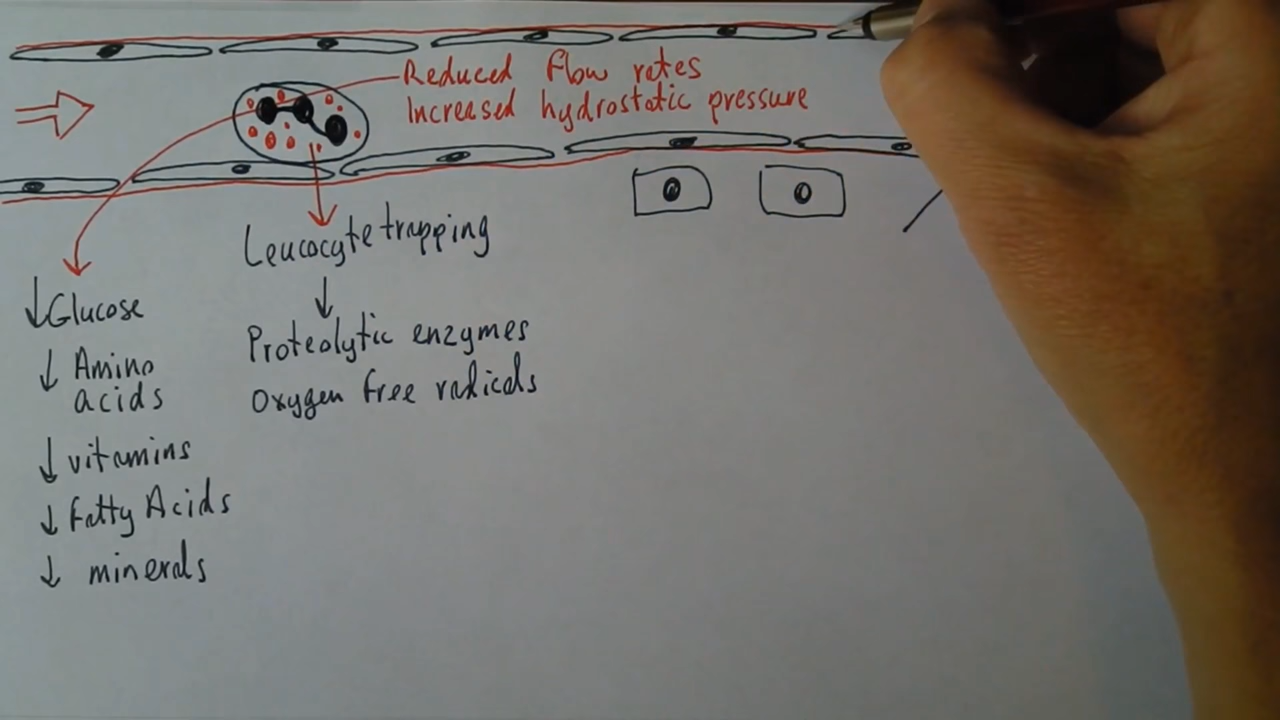 Reduced flow rates
Increased hydrostatic pressure
Leucocyte trapping
Proteolytic enzymes
Oxygen free radicals
↓ Glucose
↓ Amino
acids
↓ vitamins
↓ Fatty Acids
↓ minerals